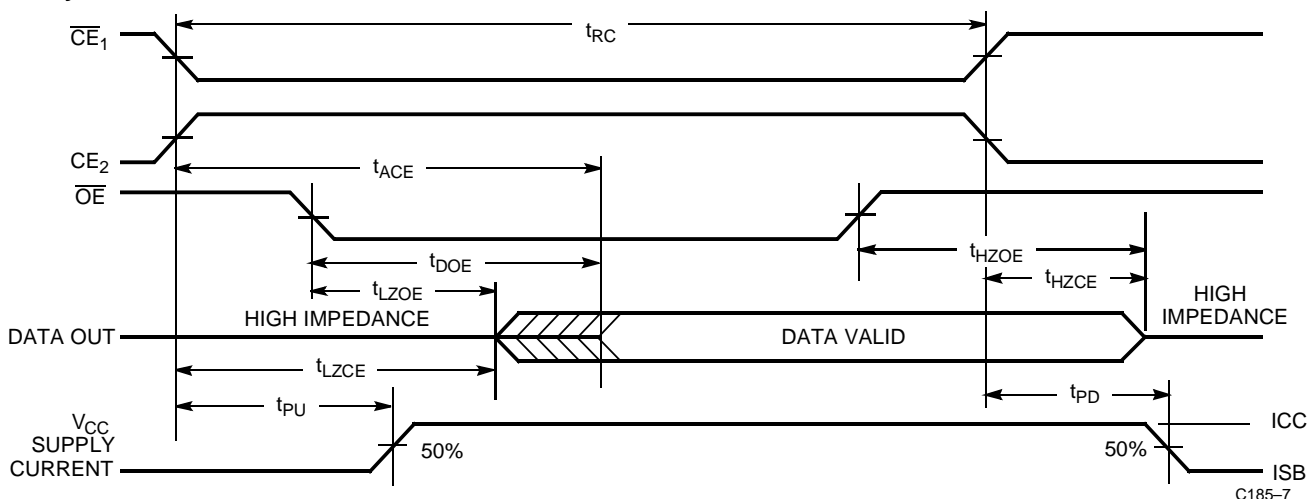 CE1
tRC
CE2
tACE
OE
tDOE
tHZOE
tLZOE
tHZCE
HIGH IMPEDANCE
HIGH
IMPEDANCE
DATA OUT
DATA VALID
tLZCE
tPU
tPD
VCC
SUPPLY
CURRENT
50%
50%
ICC
ISB
C185–7